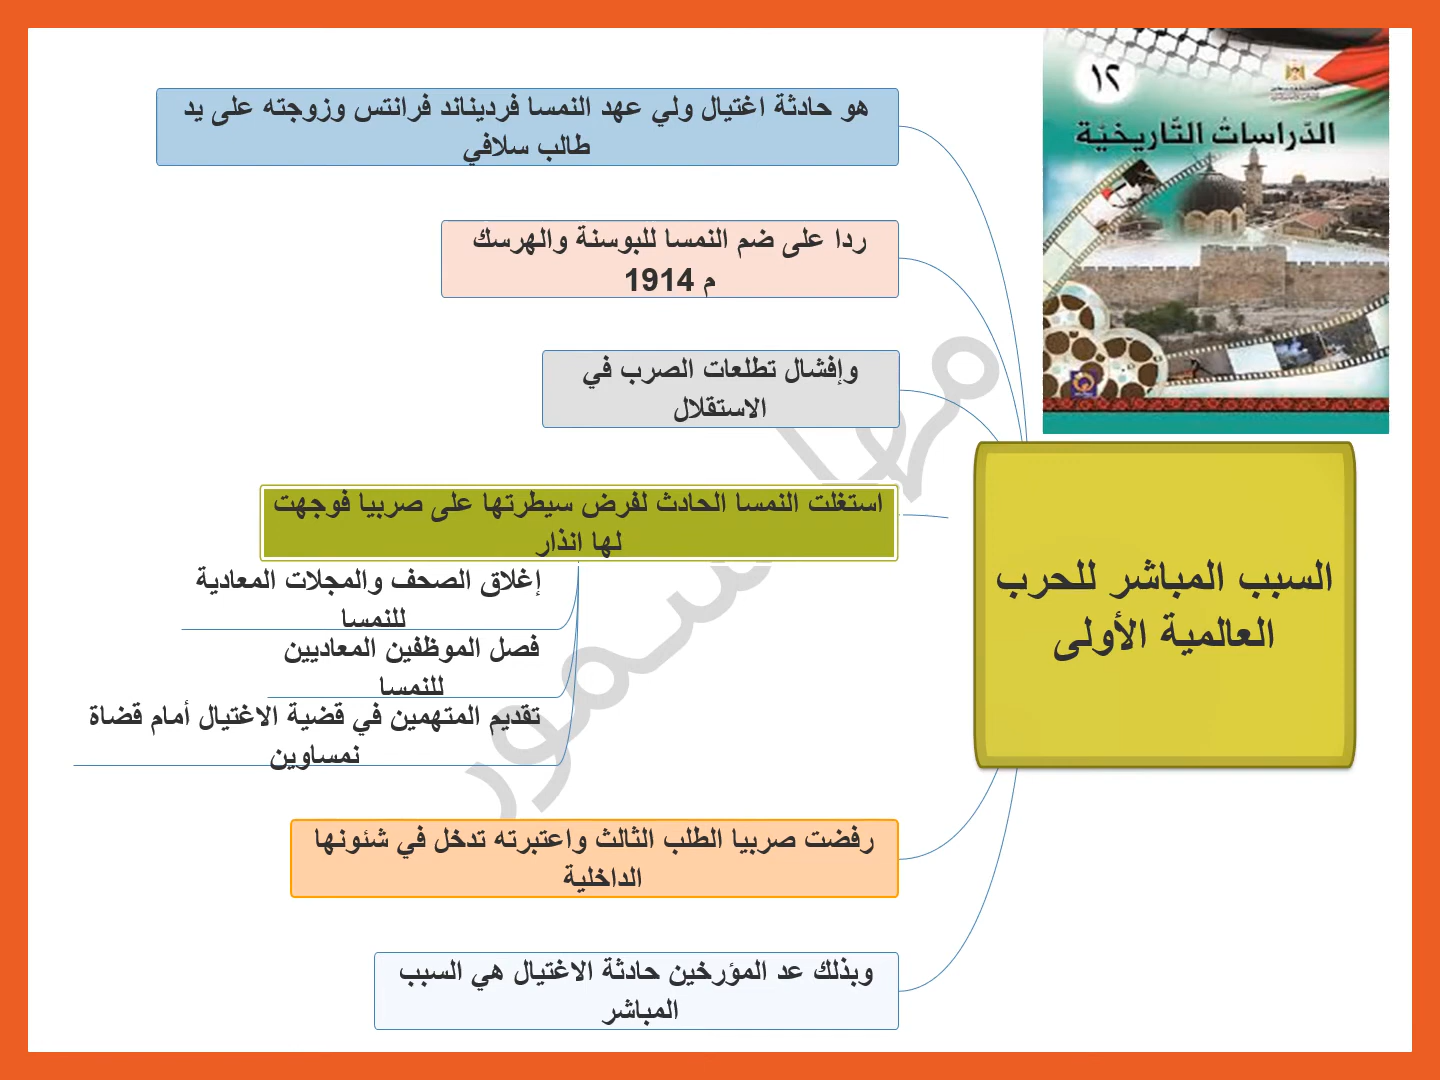 ١٢
الدّراساتُ التّاريخيّة
السبب المباشر للحرب
العالمية الأولى
هو حادثة اغتيال ولي عهد النمسا فرديناند فرانتس وزوجته على يد
طالب سلافي
ردا على ضم النمسا للبوسنة والهرسك
1914 م
وإفشال تطلعات الصرب في
الاستقلال
استغلت النمسا الحادث لفرض سيطرتها على صربيا فوجهت
لها انذار
إغلاق الصحف والمجلات المعادية
للنمسا
فصل الموظفين المعاديين
للنمسا
تقديم المتهمين في قضية الاغتيال أمام قضاة
نمساوين
رفضت صربيا الطلب الثالث واعتبرته تدخل في شئونها
الداخلية
وبذلك عد المؤرخين حادثة الاغتيال هي السبب
المباشر